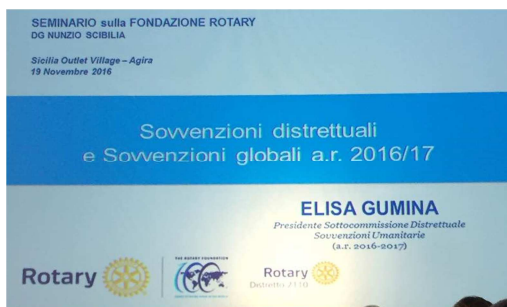 SEMINARIO sulla FONDAZIONE ROTARY
DG NUNZIO SCIBILIA
Sicilia Outlet Village – Agira
19 Novembre 2016
Sovvenzioni distrettuali
e Sovvenzioni globali a.r. 2016/17
ELISA GUMINA
Presidente Sottocommissione Distrettuale
Sovvenzioni Umanitarie
(a.r. 2016-2017)
Rotary
THE ROTARY FOUNDATION
100
Rotary
Distretto 2110